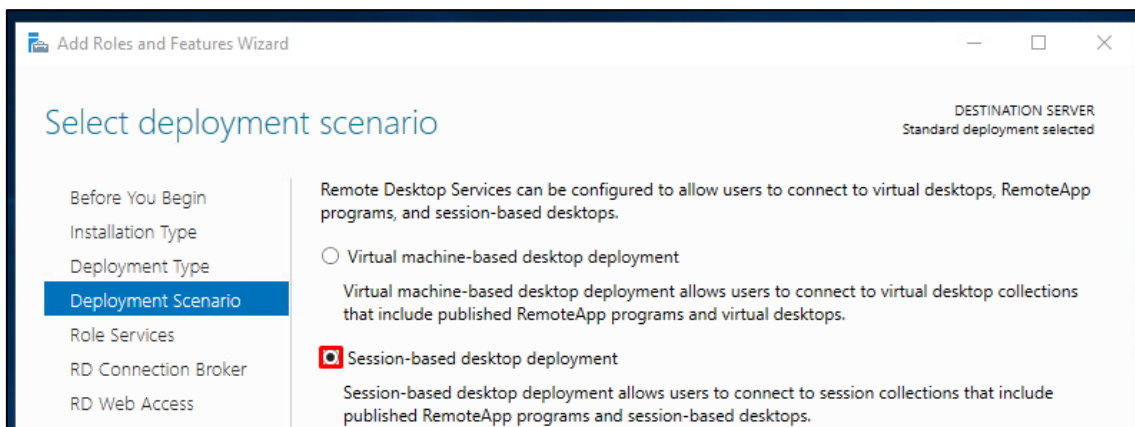 Add Roles and Features Wizard
Select deployment scenario
DESTINATION SERVER
Standard deployment selected
Before You Begin
Installation Type
Deployment Type
Deployment Scenario
Role Services
RD Connection Broker
RD Web Access
Remote Desktop Services can be configured to allow users to connect to virtual desktops, RemoteApp
programs, and session-based desktops.
Virtual machine-based desktop deployment
Virtual machine-based desktop deployment allows users to connect to virtual desktop collections
that include published RemoteApp programs and virtual desktops.
Session-based desktop deployment
Session-based desktop deployment allows users to connect to session collections that include
published RemoteApp programs and session-based desktops.